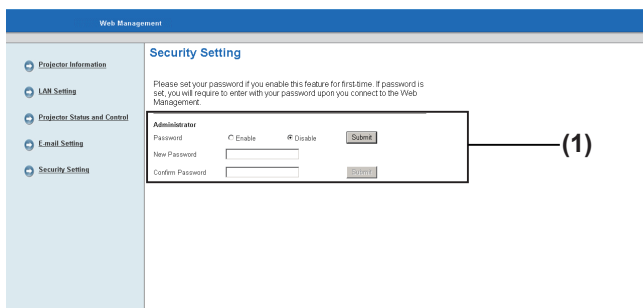 Web Management
Security Setting
Projector Information
LAN Setting
Projector Status and Control
E-mail Setting
Security Setting
Please set your password if you enable this feature for first-time. If password is
set, you will require to enter with your password upon you connect to the Web
Management.
Administrator
Password Enable Disable Submit
New Password
Confirm Password Submit
(1)